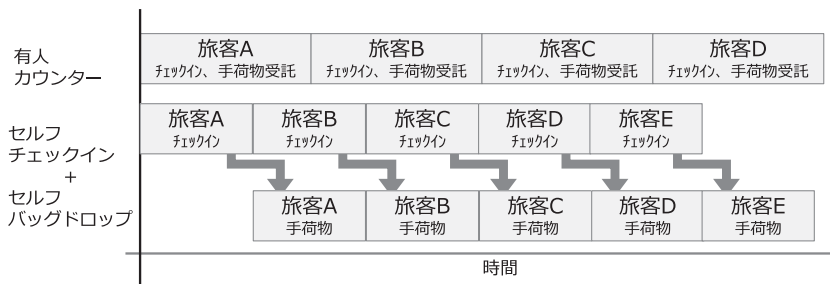 有人
カウンター
旅客A
ﾁｪｯｸｲﾝ、手荷物受託
旅客B
ﾁｪｯｸｲﾝ、手荷物受託
旅客C
ﾁｪｯｸｲﾝ、手荷物受託
旅客D
ﾁｪｯｸｲﾝ、手荷物受託
セルフ
チェックイン
+
セルフ
バッグドロップ
旅客A
ﾁｪｯｸｲﾝ
旅客B
ﾁｪｯｸｲﾝ
旅客C
ﾁｪｯｸｲﾝ
旅客D
ﾁｪｯｸｲﾝ
旅客E
ﾁｪｯｸｲﾝ
旅客A
手荷物
旅客B
手荷物
旅客C
手荷物
旅客D
手荷物
旅客E
手荷物
時間